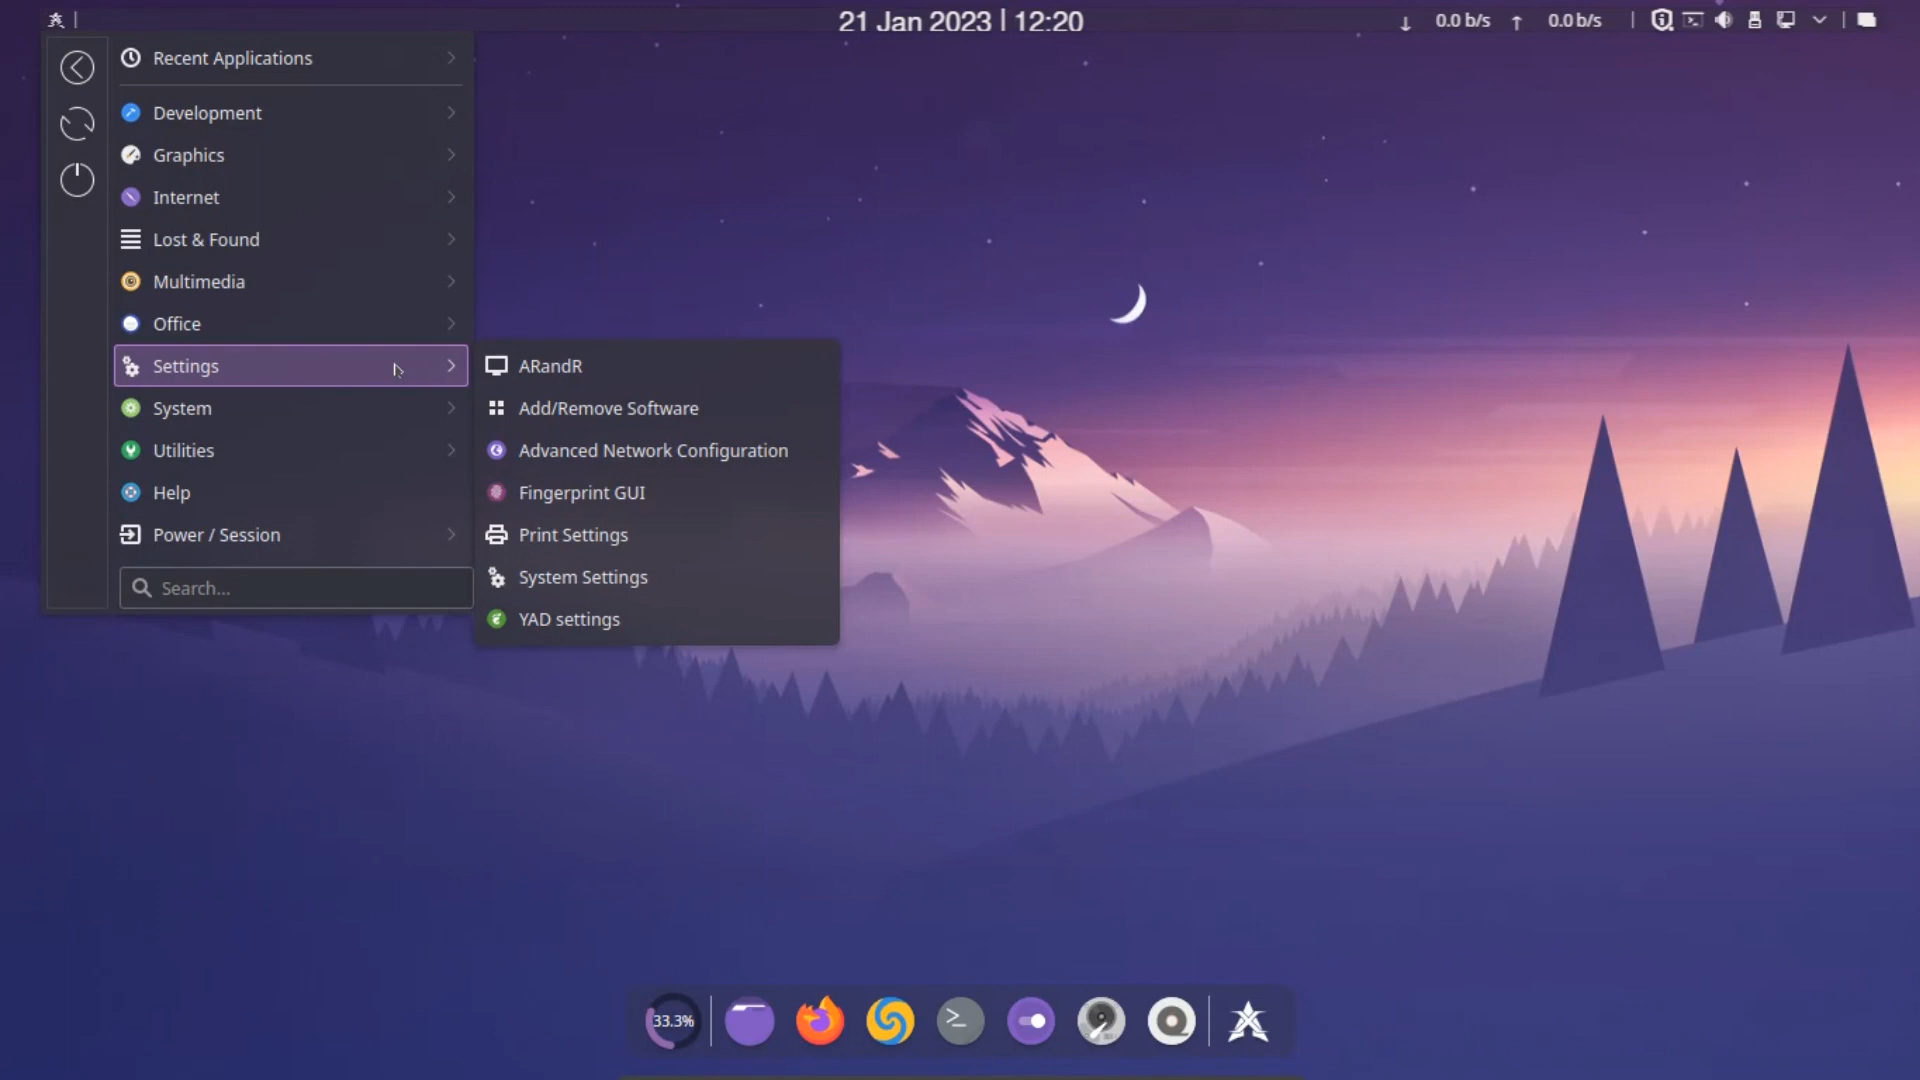 21 Jan 2023 | 12:20
0.0 b/s
0.0 b/s
Recent Applications
Development
Graphics
Internet
Lost & Found
Multimedia
Office
Settings
System
Utilities
Help
Power / Session
Search...
ARandR
Add/Remove Software
Advanced Network Configuration
Fingerprint GUI
Print Settings
System Settings
YAD settings
33.3%